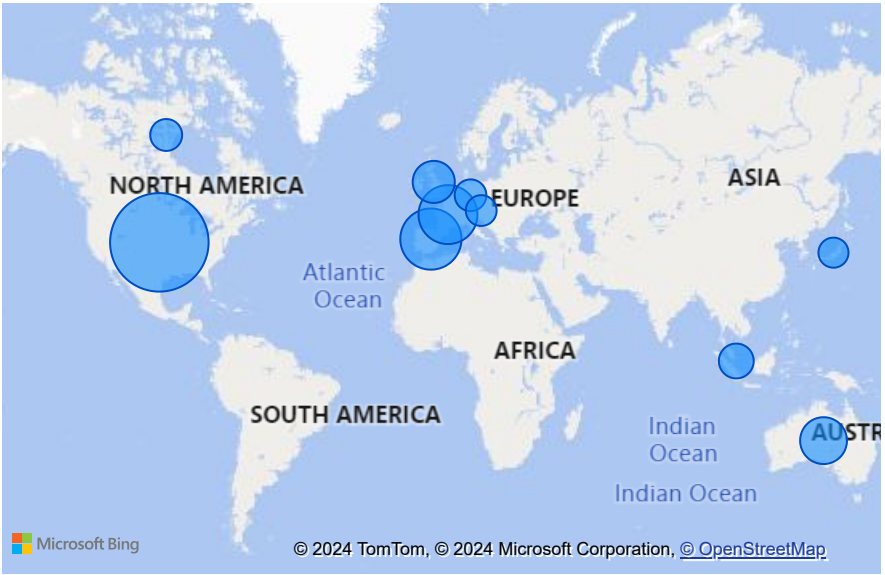 ASIA
NORTH AMERICA
EUROPE
Atlantic
Ocean
AFRICA
SOUTH AMERICA
Indian
Ocean
AUSTR
Indian Ocean
Microsoft Bing
© 2024 TomTom, © 2024 Microsoft Corporation, © OpenStreetMap